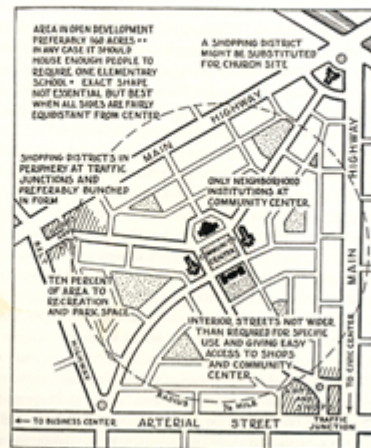 AREA IN OPEN DEVELOPMENT
PREFERABLY 160 ACRES ••
IN ANY CASE IT SHOULD
HOUSE ENOUGH PEOPLE TO
REQUIRE ONE ELEMENTARY
SCHOOL • EXACT SHAPE
NOT ESSENTIAL BUT BEST
WHEN ALL SIDES ARE FAIRLY
EQUIDISTANT FROM CENTER
A SHOPPING DISTRICT
MIGHT BE SUBSTITUTED
FOR CHURCH SITE
MAIN HIGHWAY
HIGHWAY
MAIN
SHOPPING DISTRICTS IN
PERIPHERY AT TRAFFIC
JUNCTIONS AND
PREFERABLY BUNCHED
IN FORM
ONLY NEIGHBORHOOD
INSTITUTIONS AT
COMMUNITY CENTER
CENTER
TEN PERCENT
OF AREA TO
RECREATION
AND PARK SPACE
HIGHWAY
INTERIOR STREETS NOT WIDER
THAN REQUIRED FOR SPECIFIC
USE AND GIVING EASY
ACCESS TO SHOPS
AND COMMUNITY
CENTER
RADIUS
MILE
TO CIVIC CENTER
TO BUSINESS CENTER
ARTERIAL STREET
TRAFFIC
JUNCTION